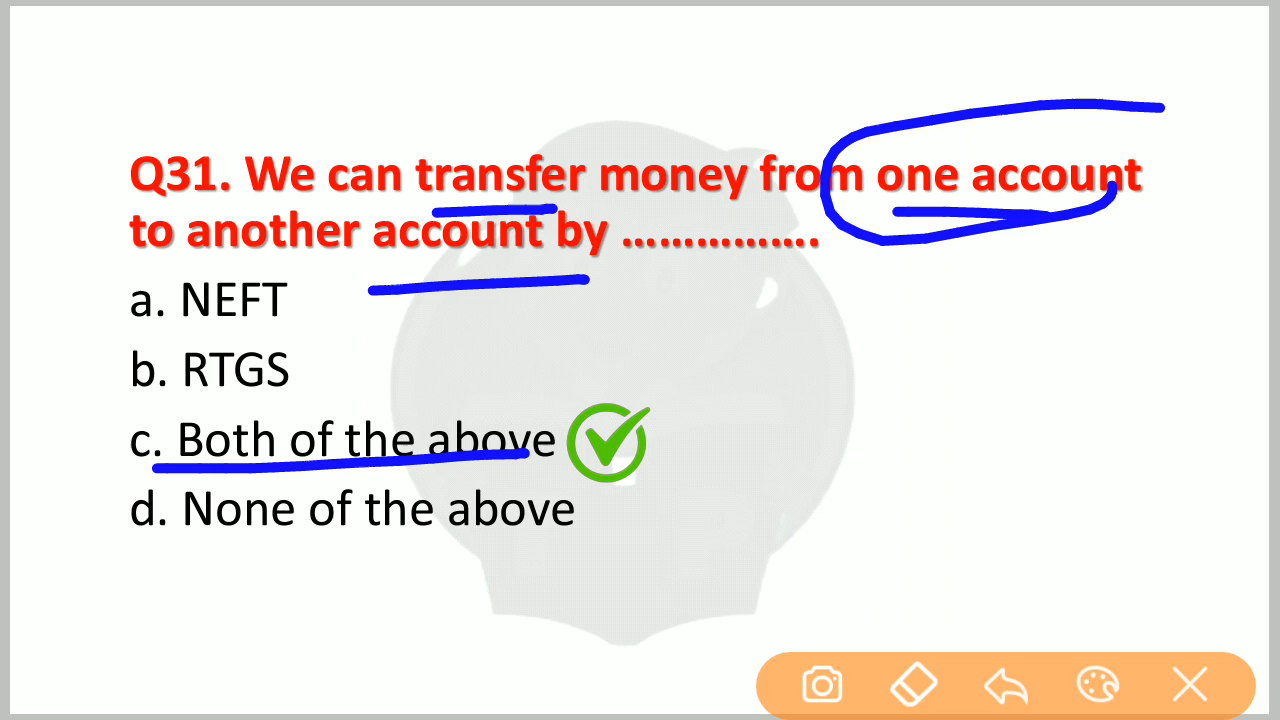 Q31. We can transfer money from one account
to another account by …………….
a. NEFT
b. RTGS
c. Both of the above
d. None of the above